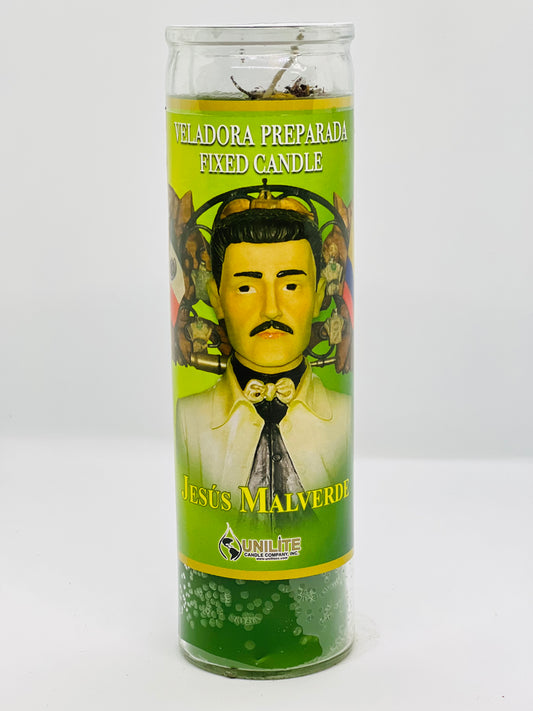 VELADORA PREPARADA
FIXED CANDLE
JESÚS MALVERDE
UNILITE
CANDLE COMPANY, INC.